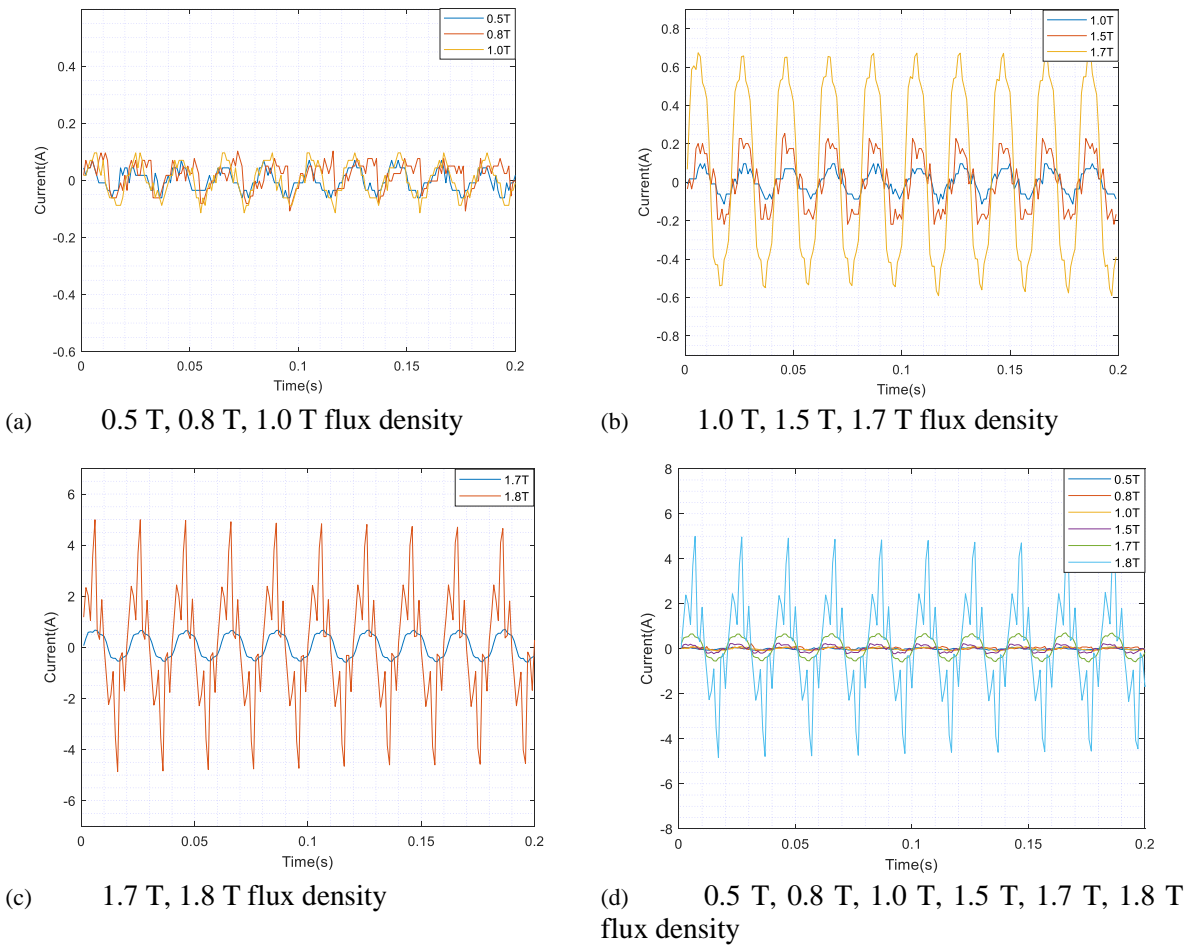 0.5T
0.8T
1.0T
0.4
0.2
0
-0.2
-0.4
-0.6
0
0.05
0.1
0.15
0.2
Current(A)
Time(s)
(a) 0.5 T, 0.8 T, 1.0 T flux density
1.0T
1.5T
1.7T
0.8
0.6
0.4
0.2
0
-0.2
-0.4
-0.6
-0.8
0
0.05
0.1
0.15
0.2
Current(A)
Time(s)
(b) 1.0 T, 1.5 T, 1.7 T flux density
1.7T
1.8T
6
4
2
0
-2
-4
-6
0
0.05
0.1
0.15
0.2
Current(A)
Time(s)
(c) 1.7 T, 1.8 T flux density
0.5T
0.8T
1.0T
1.5T
1.7T
1.8T
8
6
4
2
0
-2
-4
-6
-8
0
0.05
0.1
0.15
0.2
Current(A)
Time(s)
(d) 0.5 T, 0.8 T, 1.0 T, 1.5 T, 1.7 T, 1.8 T
flux density